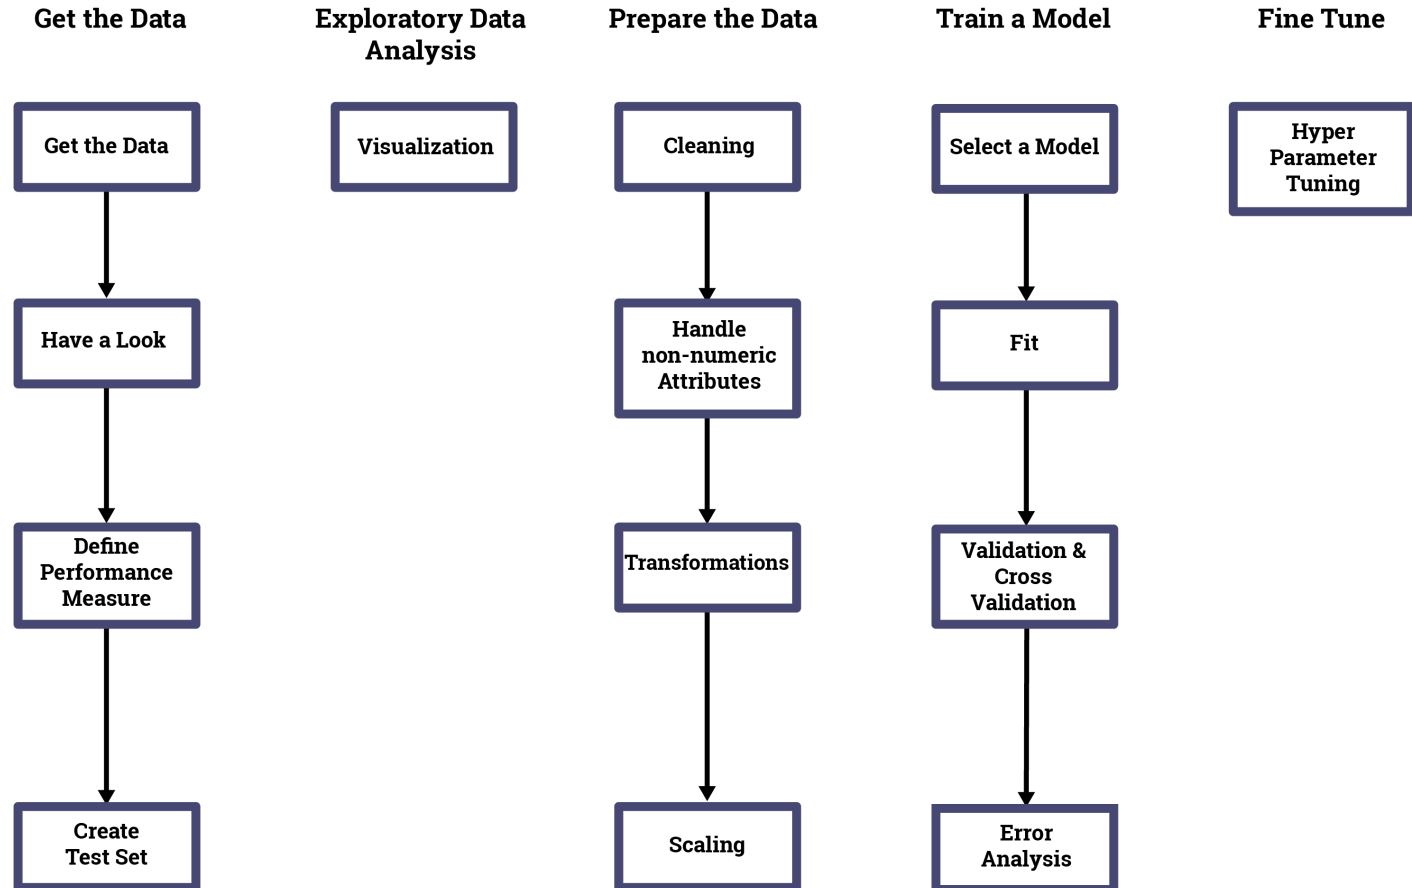 Get the Data
Exploratory Data
Analysis
Prepare the Data
Train a Model
Fine Tune
Get the Data
Have a Look
Define
Performance
Measure
Create
Test Set
Visualization
Cleaning
Handle
non-numeric
Attributes
Transformations
Scaling
Select a Model
Fit
Validation &
Cross
Validation
Error
Analysis
Hyper
Parameter
Tuning